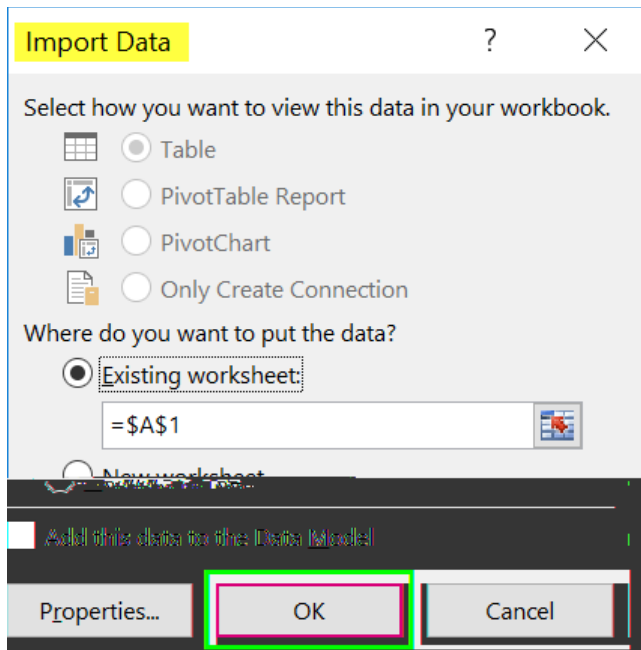 Import Data ?
Select how you want to view this data in your workbook.
Table
PivotTable Report
PivotChart
Only Create Connection
Where do you want to put the data?
Existing worksheet:
=$A$1
New worksheet
Add this data to the Data Model
Properties... OK Cancel